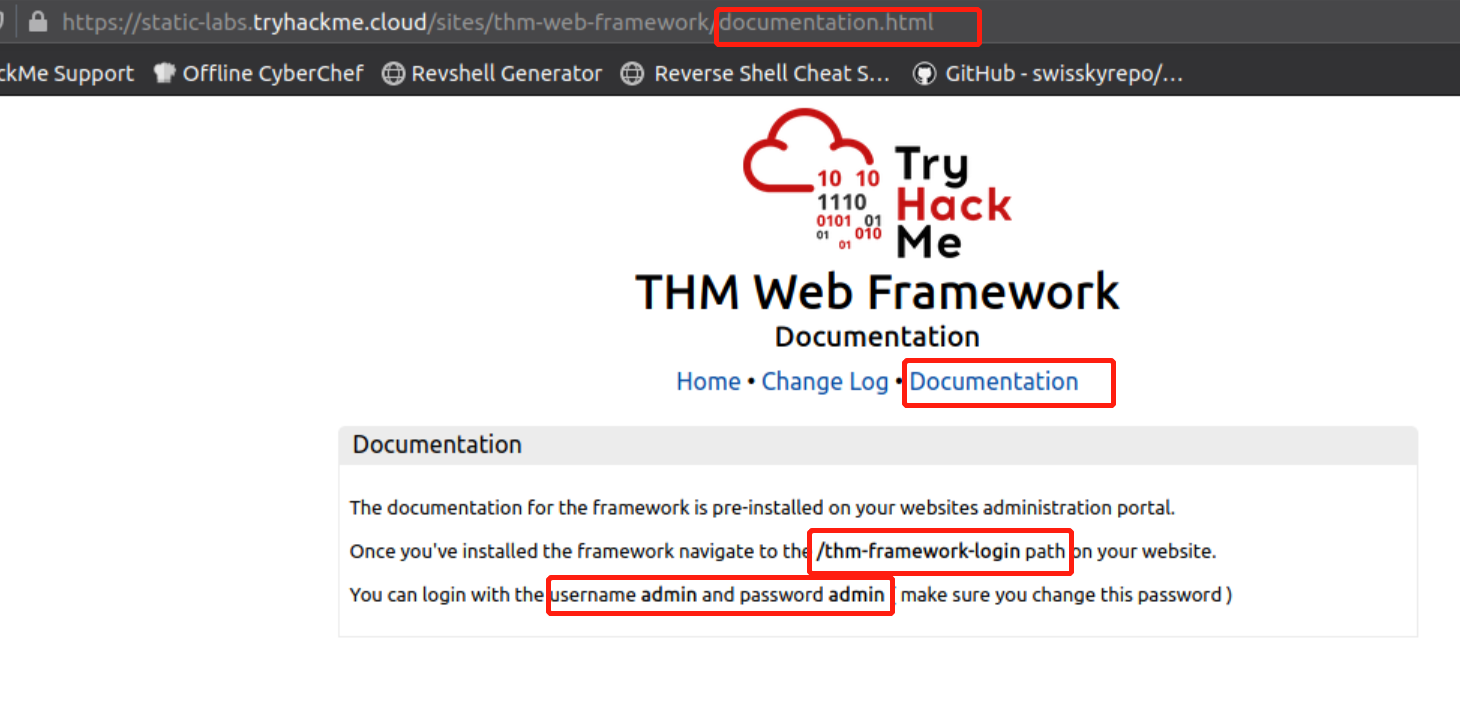 https://static-labs.tryhackme.cloud/sites/thm-web-framework/documentation.html
ckMe Support Offline CyberChef Revshell Generator Reverse Shell Cheat S... GitHub - swisskyrepo/...
10 10
1110
0101 01
01 010
01
Try
Hack
Me
THM Web Framework
Documentation
Home • Change Log • Documentation
Documentation
The documentation for the framework is pre-installed on your websites administration portal.
Once you've installed the framework navigate to the /thm-framework-login path on your website.
You can login with the username admin and password admin make sure you change this password )